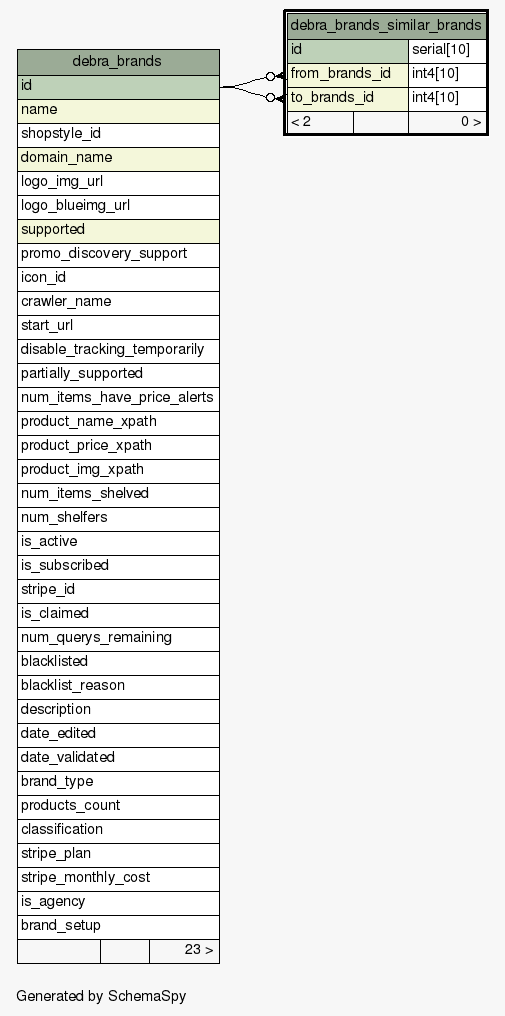 debra_brands_similar_brands
id serial[10]
from_brands_id int4[10]
to_brands_id int4[10]
< 2 0 >
debra_brands
id
name
shopstyle_id
domain_name
logo_img_url
logo_blueimg_url
supported
promo_discovery_support
icon_id
crawler_name
start_url
disable_tracking_temporarily
partially_supported
num_items_have_price_alerts
product_name_xpath
product_price_xpath
product_img_xpath
num_items_shelved
num_shelfers
is_active
is_subscribed
stripe_id
is_claimed
num_querys_remaining
blacklisted
blacklist_reason
description
date_edited
date_validated
brand_type
products_count
classification
stripe_plan
stripe_monthly_cost
is_agency
brand_setup
23 >
Generated by SchemaSpy